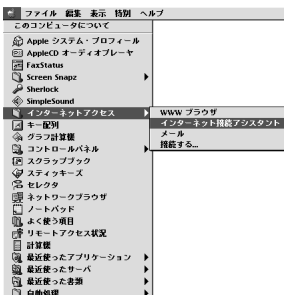 ファイル 編集 表示 特別 ヘルプ
このコンピュータについて
Apple システム・プロフィール
AppleCD オーディオプレーヤ
FaxStatus
Screen Snapz
Sherlock
SimpleSound
インターネットアクセス
WWW ブラウザ
インターネット接続アシスタント
メール
接続する...
キー配列
グラフ計算機
コントロールパネル
スクラップブック
スティッキーズ
セレクタ
ネットワークブラウザ
ノートパッド
よく使う項目
リモートアクセス状況
計算機
最近使ったアプリケーション
最近使ったサーバ
最近使った書類
自動処理